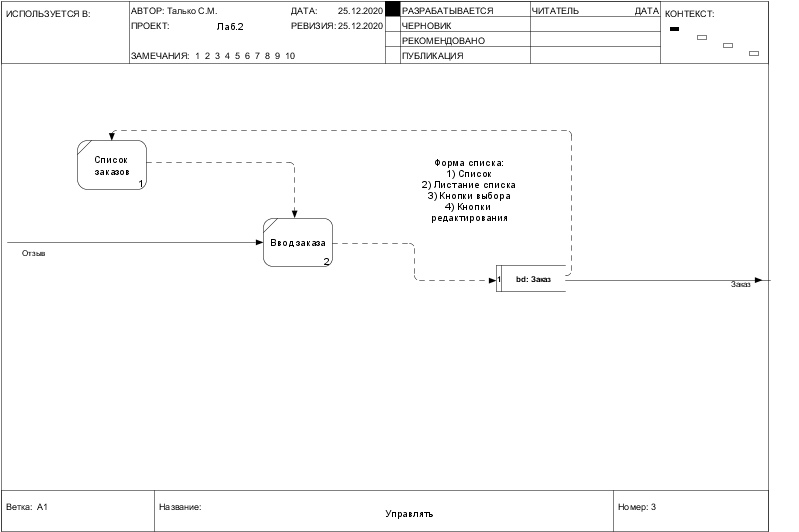 ИСПОЛЬЗУЕТСЯ В:
АВТОР: Талько С.М.
ДАТА: 25.12.2020
РАЗРАБАТЫВАЕТСЯ
ЧИТАТЕЛЬ
ДАТА
КОНТЕКСТ:
ПРОЕКТ: Лаб.2
РЕВИЗИЯ: 25.12.2020
ЧЕРНОВИК
РЕКОМЕНДОВАНО
ЗАМЕЧАНИЯ: 1 2 3 4 5 6 7 8 9 10
ПУБЛИКАЦИЯ
Список
заказов
1
Форма списка:
1) Список
2) Листание списка
3) Кнопки выбора
4) Кнопки
редактирования
Ввод заказа
2
Отзыв
1 bd: Заказ
Заказ
Ветка: А1
Название:
Управлять
Номер: 3